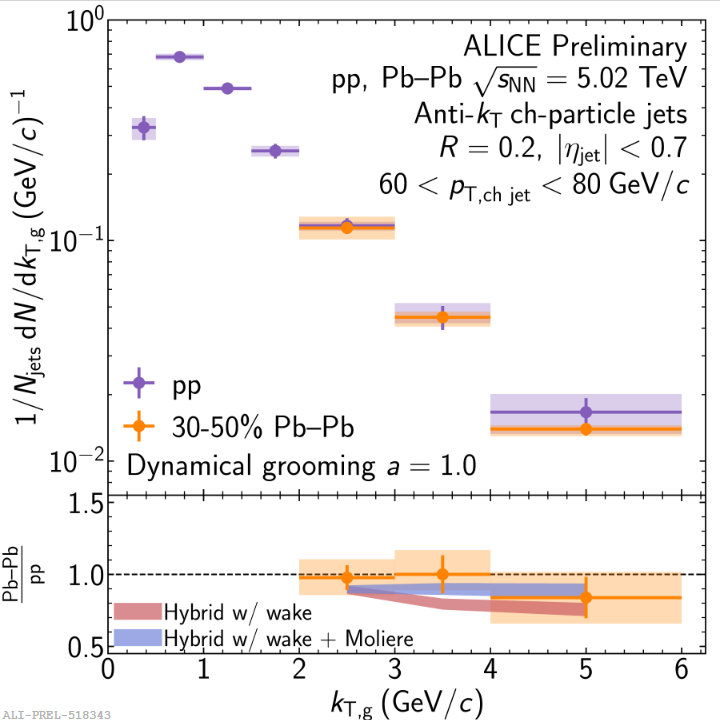 10⁰
ALICE Preliminary
pp, Pb–Pb √sNN = 5.02 TeV
Anti-kT ch-particle jets
R = 0.2, |ηjet| < 0.7
60 < pT,ch jet < 80 GeV/c
1/Njets dN/dkT,g (GeV/c)⁻¹
10⁻¹
pp
30-50% Pb–Pb
10⁻²
Dynamical grooming a = 1.0
1.5
Pb–Pb
pp
1.0
Hybrid w/ wake
Hybrid w/ wake + Moliere
0.5
0 1 2 3 4 5 6
kT,g (GeV/c)
ALI-PREL-518343